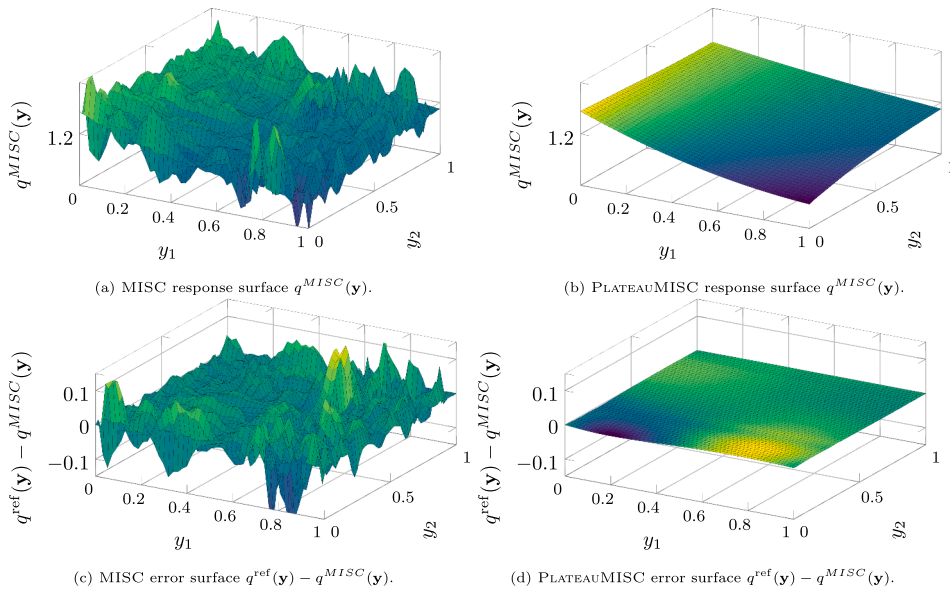 q^{MISC}(𝐲)
1.2
0
0.2
0.4
0.6
0.8
1
0
0.5
1
y_1
y_2
(a) MISC response surface q^{MISC}(𝐲).
q^{MISC}(𝐲)
1.2
0
0.2
0.4
0.6
0.8
1
0
0.5
1
y_1
y_2
(b) PLATEAUMISC response surface q^{MISC}(𝐲).
q^{ref}(𝐲) − q^{MISC}(𝐲)
0.1
0
−0.1
0
0.2
0.4
0.6
0.8
1
0
0.5
1
y_1
y_2
(c) MISC error surface q^{ref}(𝐲) − q^{MISC}(𝐲).
q^{ref}(𝐲) − q^{MISC}(𝐲)
0.1
0
−0.1
0
0.2
0.4
0.6
0.8
1
0
0.5
1
y_1
y_2
(d) PLATEAUMISC error surface q^{ref}(𝐲) − q^{MISC}(𝐲).